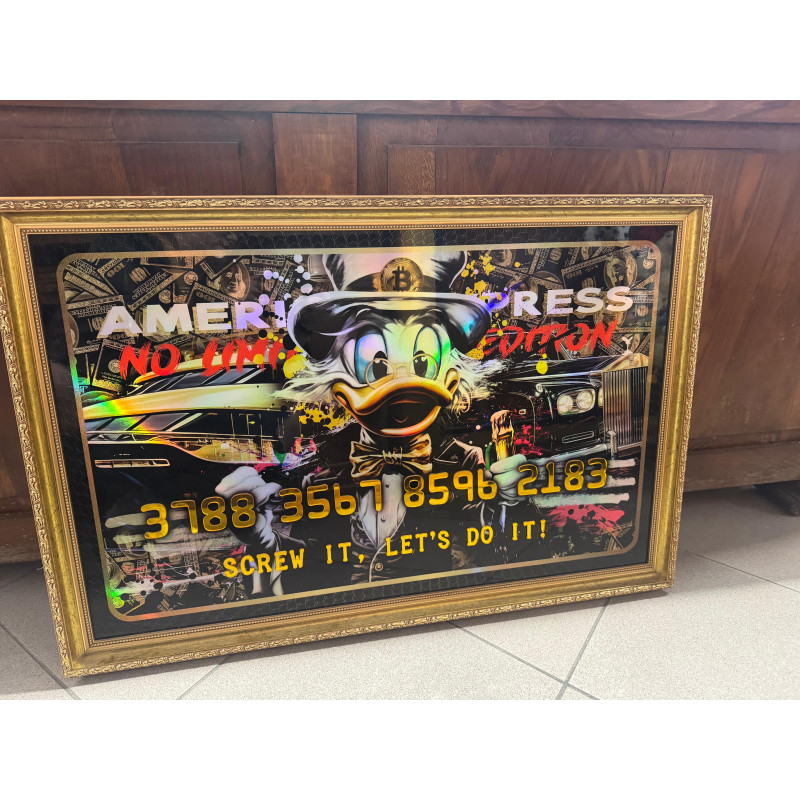 AMERI PRESS
NO LIMI EDITION
3788 3567 8596 2183
SCREW IT, LET'S DO IT!